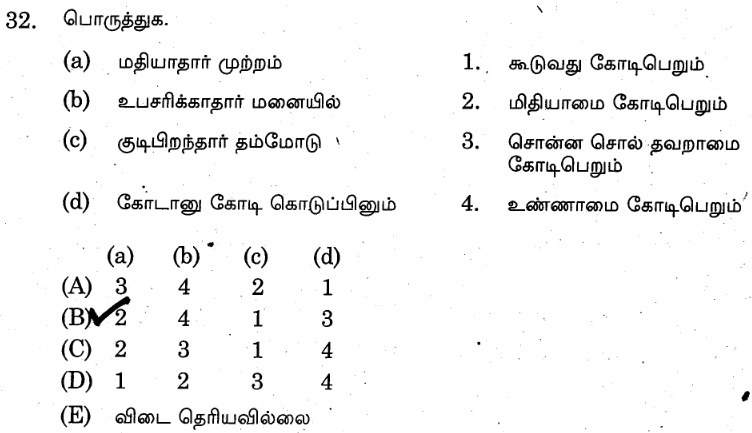 32. பொருத்துக.
(a) மதியாதார் முற்றம் 1. கூடுவது கோடிபெறும்
(b) உபசரிக்காதார் மனையில் 2. மிதியாமை கோடிபெறும்
(c) குடிபிறந்தார் தம்மோடு 3. சொன்ன சொல் தவறாமை
கோடிபெறும்
(d) கோடானு கோடி கொடுப்பினும் 4. உண்ணாமை கோடிபெறும்
(a) (b) (c) (d)
(A) 3 4 2 1
(B) 2 4 1 3
(C) 2 3 1 4
(D) 1 2 3 4
(E) விடை தெரியவில்லை